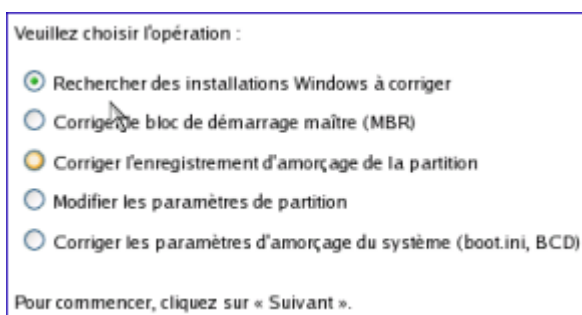 Veuillez choisir l'opération :
Rechercher des installations Windows à corriger
Corriger le bloc de démarrage maître (MBR)
Corriger l'enregistrement d'amorçage de la partition
Modifier les paramètres de partition
Corriger les paramètres d'amorçage du système (boot.ini, BCD)
Pour commencer, cliquez sur « Suivant ».